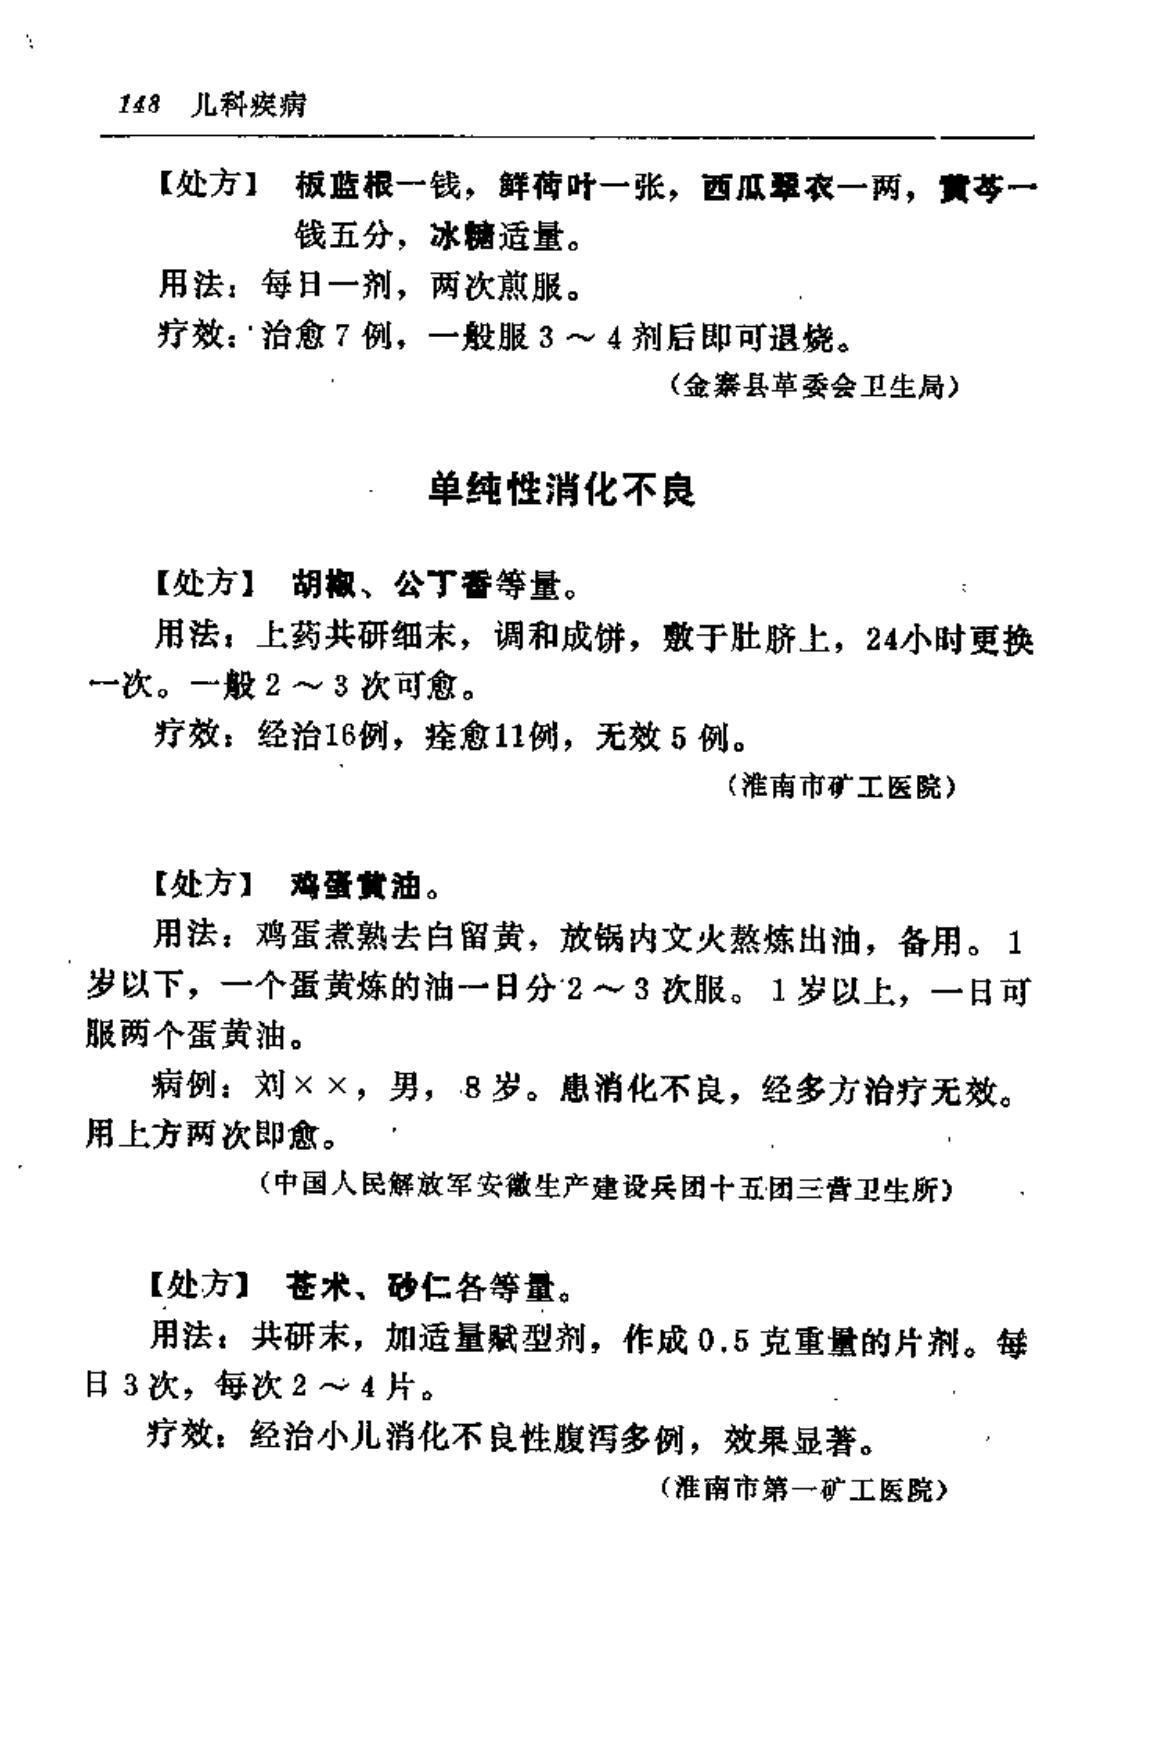 148 儿科疾病
【处方】 板蓝根一钱，鲜荷叶一张，西瓜翠衣一两，黄芩一
钱五分，冰糖适量。
用法：每日一剂，两次煎服。
疗效：治愈7例，一般服3～4剂后即可退烧。
（金寨县革委会卫生局）
单纯性消化不良
【处方】 胡椒、公丁香等量。
用法：上药共研细末，调和成饼，敷于肚脐上，24小时更换
一次。一般2～3次可愈。
疗效：经治16例，痊愈11例，无效5例。
（淮南市矿工医院）
【处方】 鸡蛋黄油。
用法：鸡蛋煮熟去白留黄，放锅内文火熬炼出油，备用。1
岁以下，一个蛋黄炼的油一日分2～3次服。1岁以上，一日可
服两个蛋黄油。
病例：刘××，男，8岁。患消化不良，经多方治疗无效。
用上方两次即愈。
（中国人民解放军安徽生产建设兵团十五团三营卫生所）
【处方】 苍术、砂仁各等量。
用法：共研末，加适量赋型剂，作成0.5克重量的片剂。每
日3次，每次2～4片。
疗效：经治小儿消化不良性腹泻多例，效果显著。
（淮南市第一矿工医院）